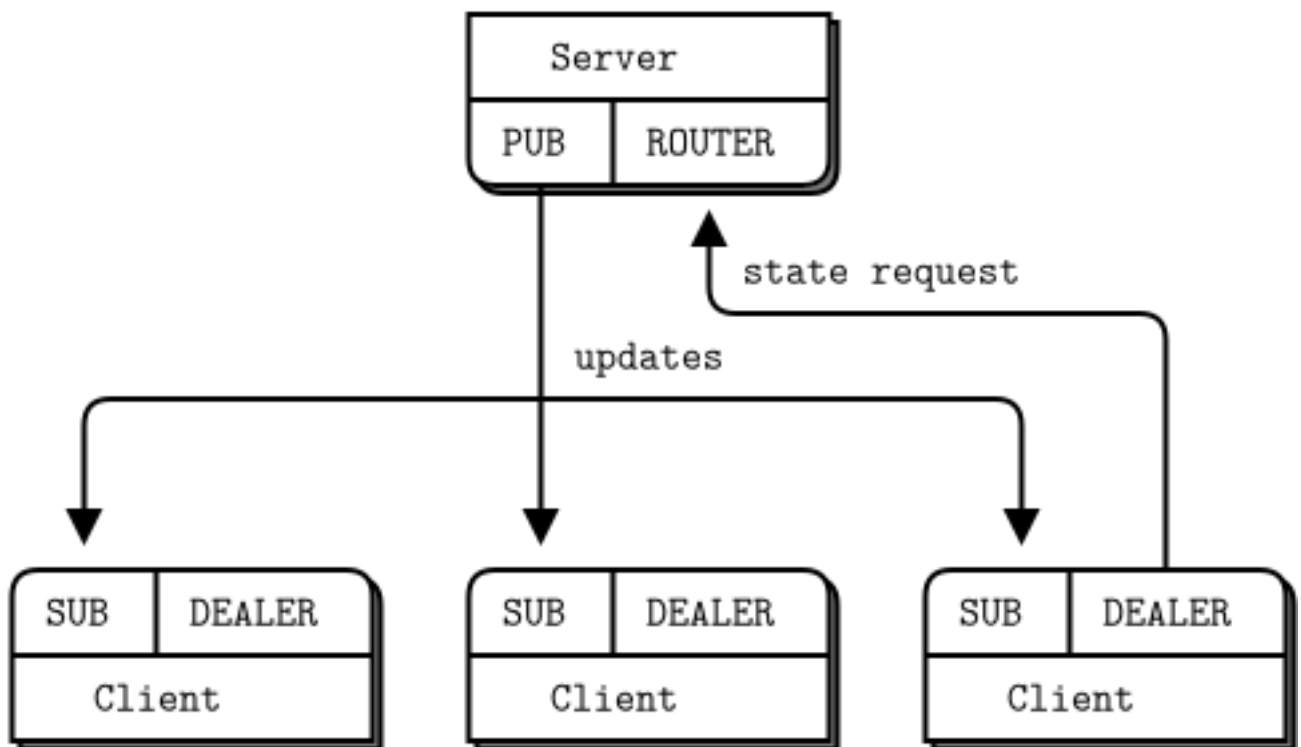 Server
PUB ROUTER
state request
updates
SUB DEALER SUB DEALER SUB DEALER
Client Client Client